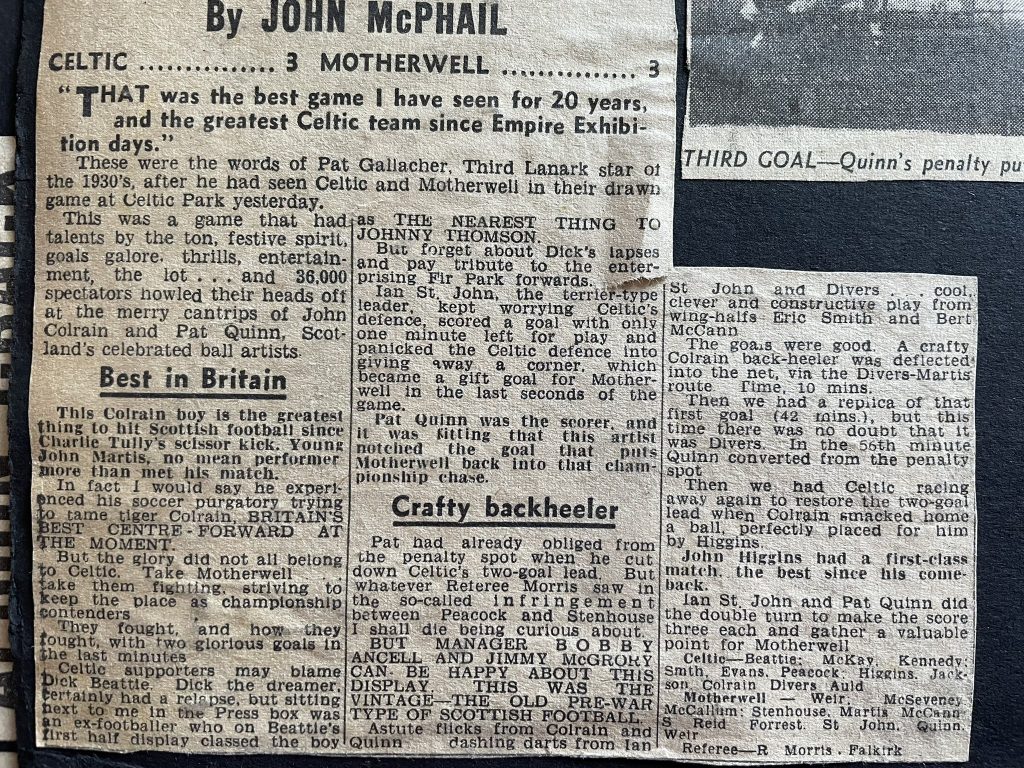 By JOHN McPHAIL
CELTIC ............... 3 MOTHERWELL ............... 3
"THAT was the best game I have seen for 20 years,
and the greatest Celtic team since Empire Exhibi-
tion days."
These were the words of Pat Gallacher, Third Lanark star of
the 1930's, after he had seen Celtic and Motherwell in their drawn
game at Celtic Park yesterday.
This was a game that had
talents by the ton, festive spirit,
goals galore, thrills, entertain-
ment, the lot . . . and 36,000
spectators howled their heads off
at the merry cantrips of John
Colrain and Pat Quinn, Scot-
land's celebrated ball artists
Best in Britain
This Colrain boy is the greatest
thing to hit Scottish football since
Charlie Tully's scissor kick. Young
John Martis, no mean performer
more than met his match.
In fact I would say he experi-
enced his soccer purgatory trying
to tame tiger Colrain, BRITAIN'S
BEST CENTRE-FORWARD AT
THE MOMENT.
But the glory did not all belong
to Celtic. Take Motherwell
take them fighting, striving to
keep the place as championship
contenders
They fought, and how they
fought, with two glorious goals in
the last minutes
Celtic supporters may blame
Dick Beattie. Dick the dreamer,
certainly had a relapse, but sitting
next to me in the Press box was
an ex-footballer who on Beattie's
first half display classed the boy
as THE NEAREST THING TO
JOHNNY THOMSON.
But forget about Dick's lapses
and pay tribute to the enter-
prising Fir Park forwards.
Ian St. John, the terrier-type
leader, kept worrying Celtic's
defence, scored a goal with only
one minute left for play and
panicked the Celtic defence into
giving away a corner, which
became a gift goal for Mother-
well in the last seconds of the
game.
Pat Quinn was the scorer, and
it was fitting that this artist
notched the goal that puts
Motherwell back into that cham-
pionship chase.
Crafty backheeler
Pat had already obliged from
the penalty spot when he cut
down Celtic's two-goal lead. But
whatever Referee Morris saw in
the so-called infringement
between Peacock and Stenhouse
I shall die being curious about.
BUT MANAGER BOBBY
ANCELL AND JIMMY McGRORY
CAN BE HAPPY ABOUT THIS
DISPLAY. THIS WAS THE
VINTAGE—THE OLD PRE-WAR
TYPE OF SCOTTISH FOOTBALL.
Astute flicks from Colrain and
Quinn dashing darts from Ian
St John and Divers . . . cool,
clever and constructive play from
wing-halfs Eric Smith and Bert
McCann
The goals were good. A crafty
Colrain back-heeler was deflected
into the net, via the Divers-Martis
route. Time, 10 mins.
Then we had a replica of that
first goal (42 mins.), but this
time there was no doubt that it
was Divers. In the 56th minute
Quinn converted from the penalty
spot
Then we had Celtic racing
away again to restore the two-goal
lead when Colrain smacked home
a ball, perfectly placed for him
by Higgins.
John Higgins had a first-class
match, the best since his come-
back.
Ian St. John and Pat Quinn did
the double turn to make the score
three each and gather a valuable
point for Motherwell
Celtic—Beattie; McKay, Kennedy;
Smith, Evans, Peacock; Higgins, Jack-
son Colrain Divers Auld
Motherwell — Weir, McSeveney
McCallum; Stenhouse, Martis McCann
S Reid Forrest St John, Quinn,
Weir
Referee—R Morris, Falkirk
THIRD GOAL—Quinn's penalty pu